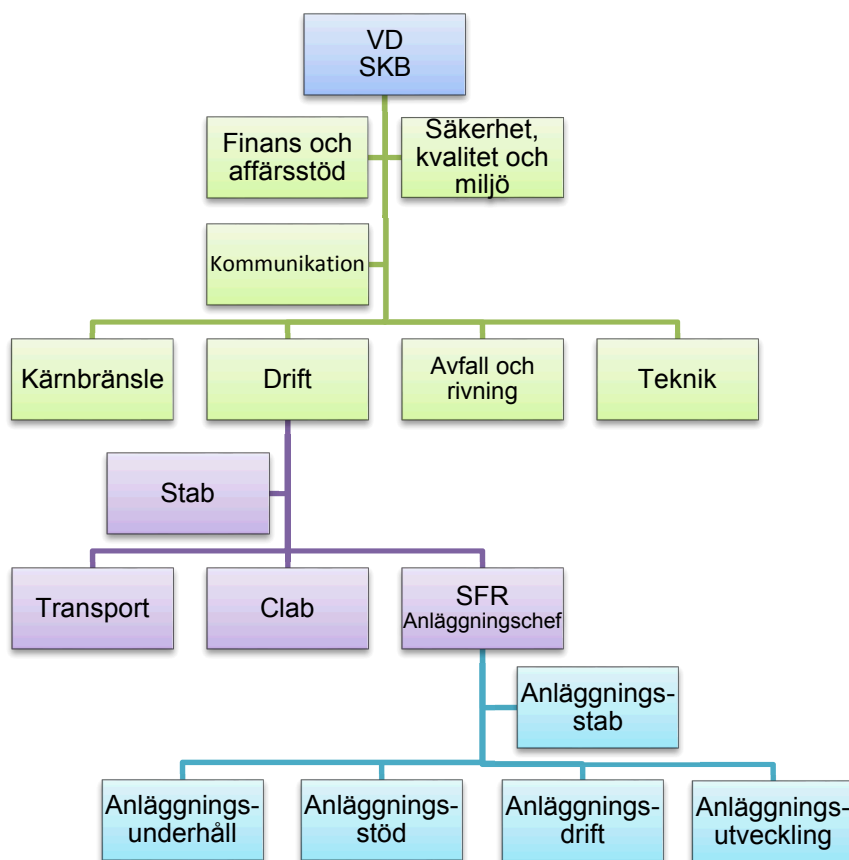 VD
SKB
Finans och
affärsstöd
Säkerhet,
kvalitet och
miljö
Kommunikation
Kärnbränsle
Drift
Avfall och
rivning
Teknik
Stab
Transport
Clab
SFR
Anläggningschef
Anläggnings-
stab
Anläggnings-
underhåll
Anläggnings-
stöd
Anläggnings-
drift
Anläggnings-
utveckling